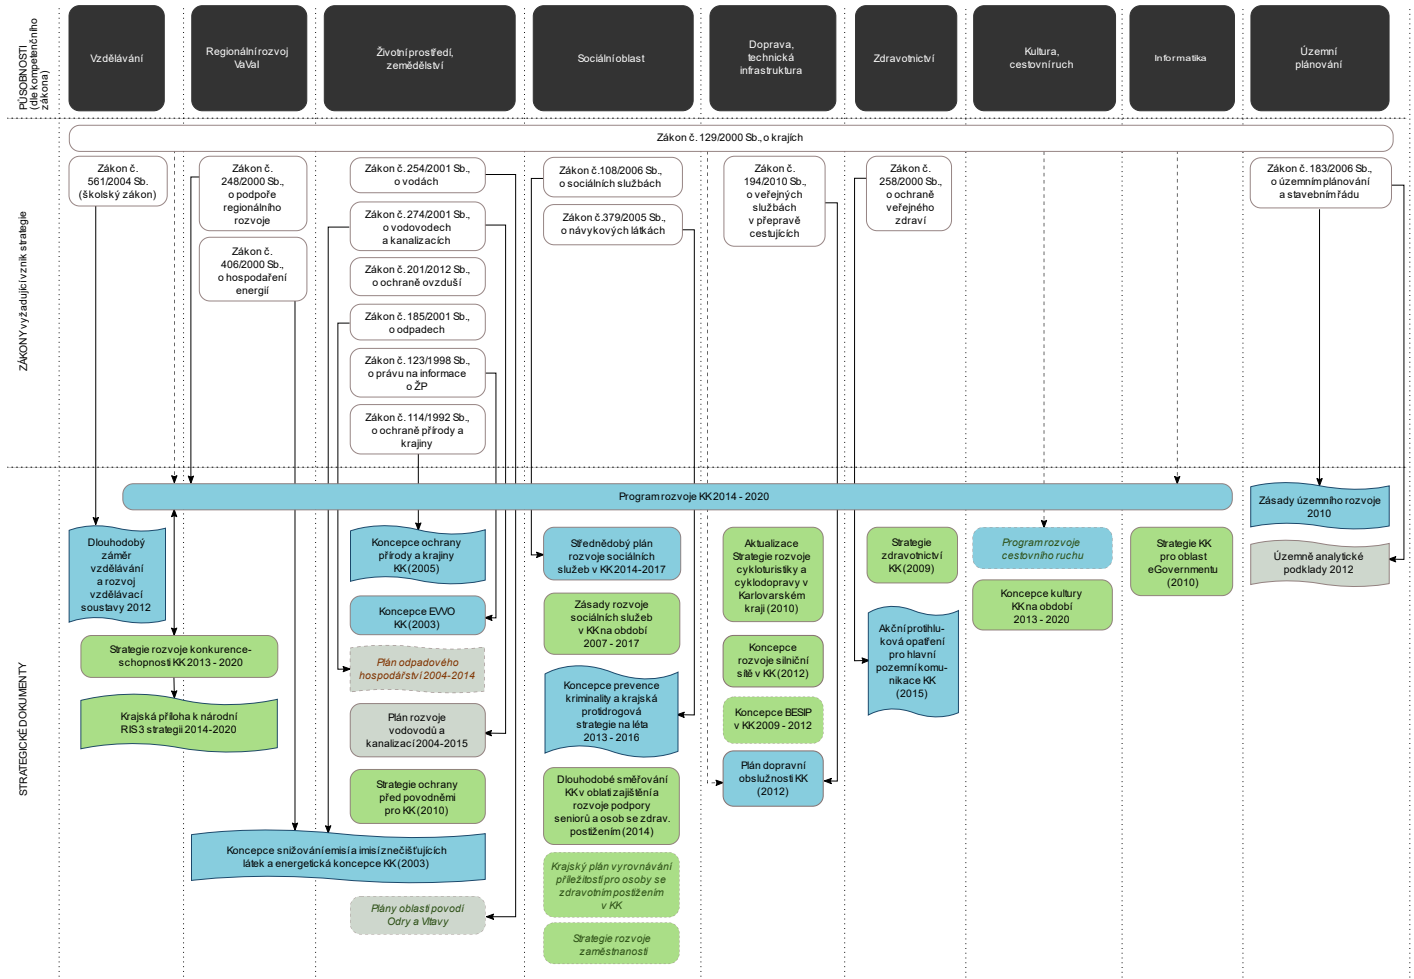 PŮSOBNOSTI
(dle kompetenčního
zákona)
Vzdělávání
Regionální rozvoj
VaVaI
Životní prostředí,
zemědělství
Sociální oblast
Doprava,
technická
infrastruktura
Zdravotnictví
Kultura,
cestovní ruch
Informatika
Územní
plánování
ZÁKONY vyžadující vznik strategie
Zákon č. 129/2000 Sb., o krajích
Zákon č.
561/2004 Sb.
(školský zákon)
Zákon č.
248/2000 Sb.,
o podpoře
regionálního
rozvoje
Zákon č.
406/2000 Sb.,
o hospodaření
energií
Zákon č. 254/2001 Sb.,
o vodách
Zákon č. 274/2001 Sb.,
o vodovodech
a kanalizacích
Zákon č. 201/2012 Sb.,
o ochraně ovzduší
Zákon č. 185/2001 Sb.,
o odpadech
Zákon č. 123/1998 Sb.,
o právu na informace
o ŽP
Zákon č. 114/1992 Sb.,
o ochraně přírody a
krajiny
Zákon č.108/2006 Sb.,
o sociálních službách
Zákon č.379/2005 Sb.,
o návykových látkách
Zákon č.
194/2010 Sb.,
o veřejných
službách
v přepravě
cestujících
Zákon č.
258/2000 Sb.,
o ochraně
veřejného
zdraví
Zákon č. 183/2006 Sb.,
o územním plánování
a stavebním řádu
STRATEGICKÉ DOKUMENTY
Program rozvoje KK 2014 - 2020
Dlouhodobý
záměr
vzdělávání
a rozvoj
vzdělávací
soustavy 2012
Strategie rozvoje konkurence-
schopnosti KK 2013 - 2020
Krajská příloha k národní
RIS3 strategii 2014-2020
Koncepce ochrany
přírody a krajiny
KK (2005)
Koncepce EVVO
KK (2003)
Plán odpadového
hospodářství 2004-2014
Plán rozvoje
vodovodů a
kanalizací 2004-2015
Strategie ochrany
před povodněmi
pro KK (2010)
Koncepce snižování emisí a imisí znečišťujících
látek a energetická koncepce KK (2003)
Plány oblasti povodí
Odry a Vltavy
Střednědobý plán
rozvoje sociálních
služeb v KK 2014-2017
Zásady rozvoje
sociálních služeb
v KK na období
2007 - 2017
Koncepce prevence
kriminality a krajská
protidrogová
strategie na léta
2013 - 2016
Dlouhodobé směřování
KK v oblati zajištění a
rozvoje podpory
seniorů a osob se zdrav.
postižením (2014)
Krajský plán vyrovnávání
příležitostí pro osoby se
zdravotním postižením
v KK
Strategie rozvoje
zaměstnanosti
Aktualizace
Strategie rozvoje
cykloturistiky a
cyklodopravy v
Karlovarském
kraji (2010)
Koncepce
rozvoje silniční
sítě v KK (2012)
Koncepce BESIP
v KK 2009 - 2012
Plán dopravní
obslužnosti KK
(2012)
Strategie
zdravotnictví
KK (2009)
Akční protihlu-
ková opatření
pro hlavní
pozemní komu-
nikace KK
(2015)
Program rozvoje
cestovního ruchu
Koncepce kultury
KK na období
2013 - 2020
Strategie KK
pro oblast
eGovernmentu
(2010)
Zásady územního rozvoje
2010
Územně analytické
podklady 2012